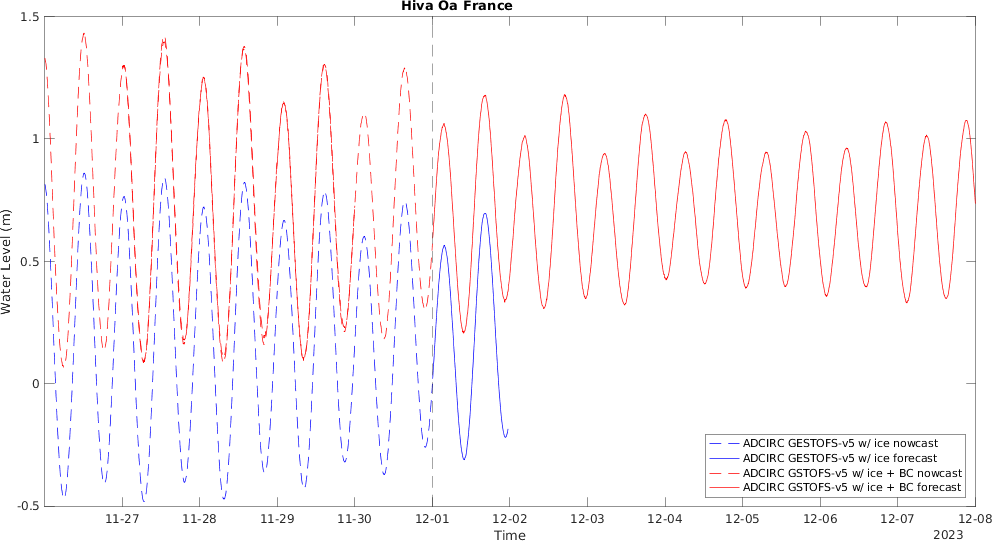 Hiva Oa France
1.5
1
0.5
0
-0.5
Water Level (m)
ADCIRC GESTOFS-v5 w/ ice nowcast
ADCIRC GESTOFS-v5 w/ ice forecast
ADCIRC GSTOFS-v5 w/ ice + BC nowcast
ADCIRC GSTOFS-v5 w/ ice + BC forecast
11-27 11-28 11-29 11-30 12-01 12-02 12-03 12-04 12-05 12-06 12-07 12-08
Time
2023